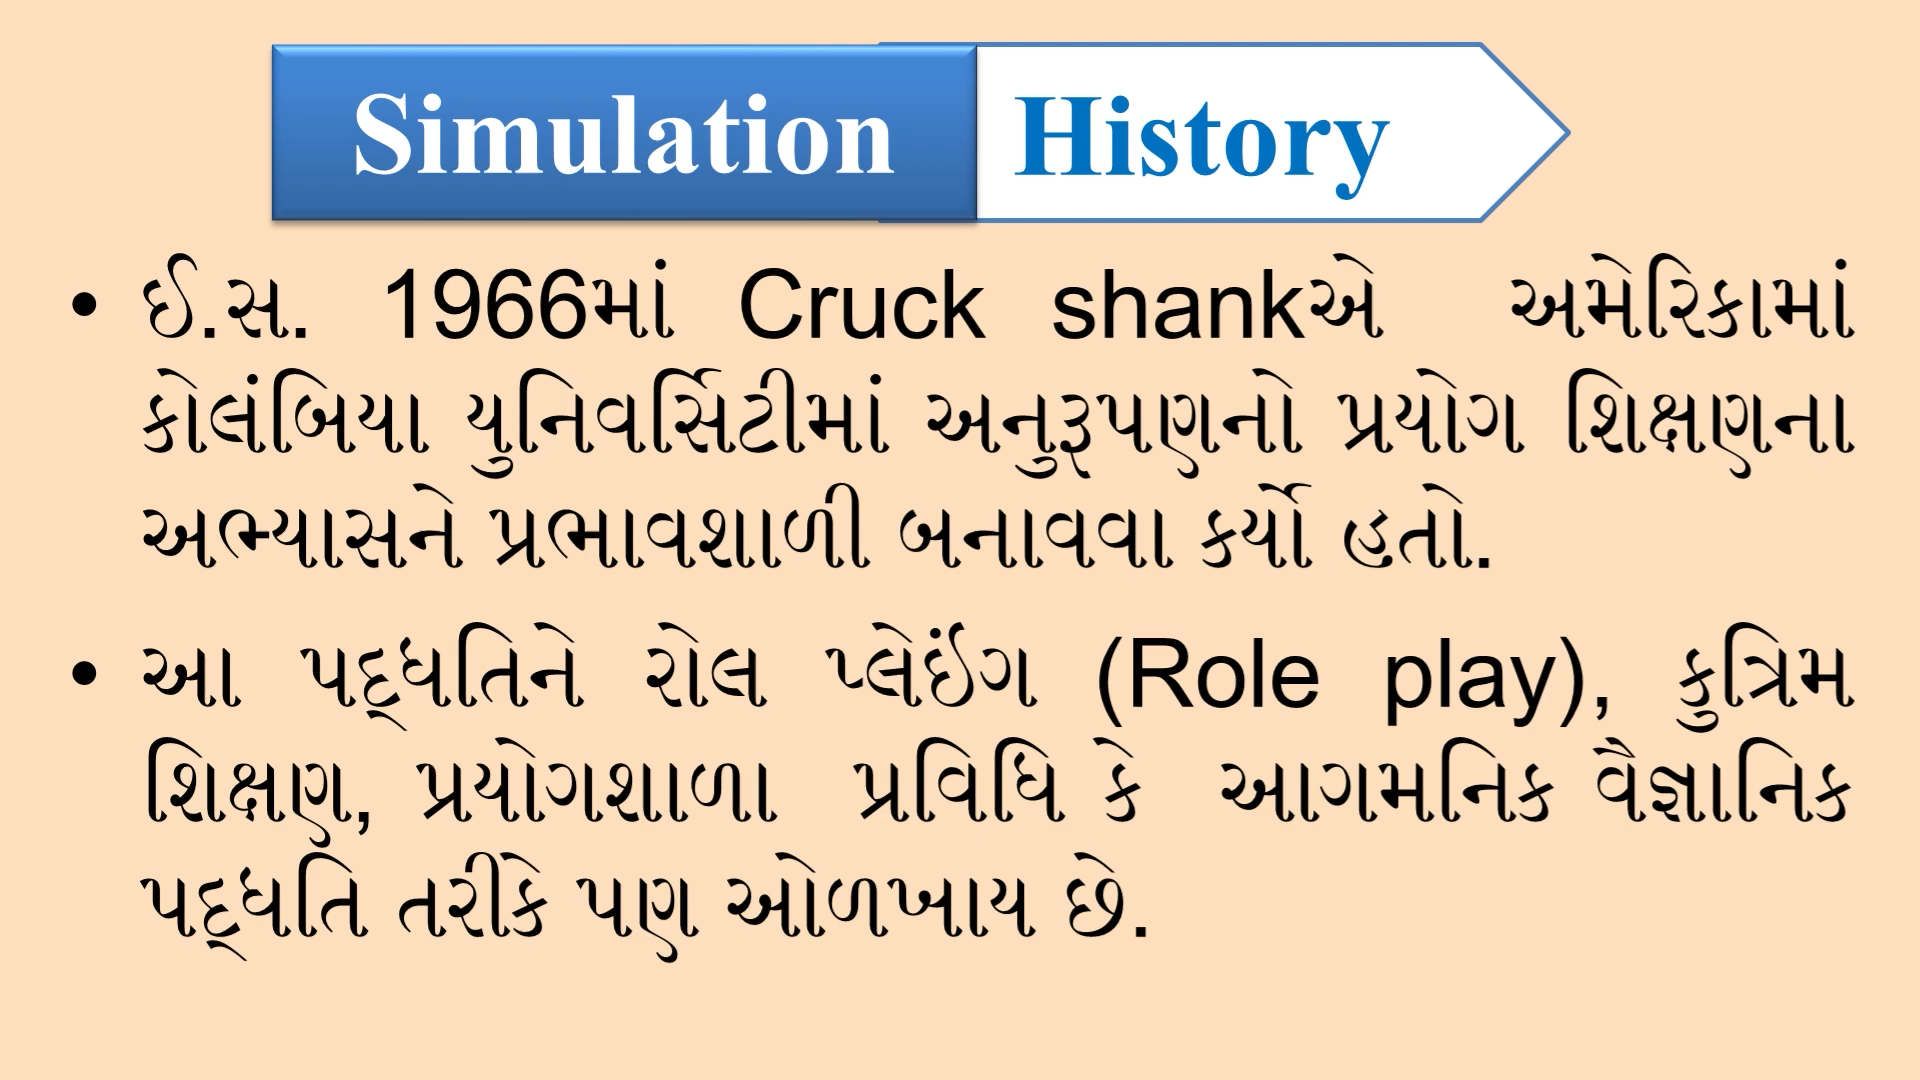 Simulation History
• ઈ.સ. 1966માં Cruck shankએ અમેરિકામાં
કોલંબિયા યુનિવર્સિટીમાં અનુરૂપણનો પ્રયોગ શિક્ષણના
અભ્યાસને પ્રભાવશાળી બનાવવા કર્યો હતો.
• આ પદ્ધતિને રોલ પ્લેઇંગ (Role play), કુત્રિમ
શિક્ષણ, પ્રયોગશાળા પ્રવિધિ કે આગમનિક વૈજ્ઞાનિક
પદ્ધતિ તરીકે પણ ઓળખાય છે.